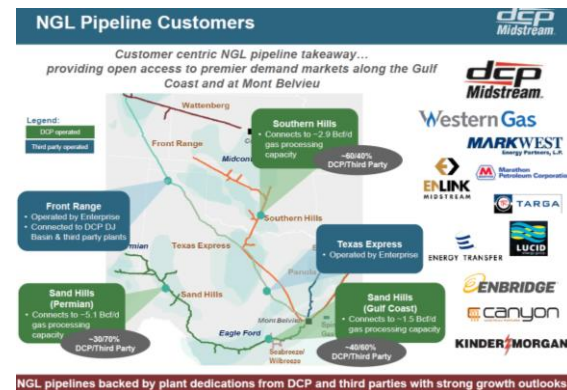 NGL Pipeline Customers
dcp
Midstream.
Customer centric NGL pipeline takeaway…
providing open access to premier demand markets along the Gulf
Coast and at Mont Belvieu
Legend:
DCP operated
Third party operated
Wattenberg
Front Range
Southern Hills
• Connects to ~2.9 Bcf/d
gas processing
capacity
~60/40%
DCP/Third Party
Front Range
• Operated by Enterprise
• Connected to DCP DJ
Basin & third party plants
Southern Hills
Texas Express
Texas Express
• Operated by Enterprise
Sand Hills
(Permian)
• Connects to ~5.1 Bcf/d
gas processing
capacity
~30/70%
DCP/Third Party
Sand Hills
Mont Belvieu
Eagle Ford
Seabreeze/
Wilbreeze
Sand Hills
(Gulf Coast)
• Connects to ~1.5 Bcf/d
gas processing
capacity
~40/60%
DCP/Third Party
dcp
Midstream.
Western Gas
MARKWEST
Energy Partners, L.P.
ENLINK
MIDSTREAM
Marathon
Petroleum Corporation
TARGA
ENERGY TRANSFER
LUCID
ENBRIDGE
canyon
KINDER MORGAN
NGL pipelines backed by plant dedications from DCP and third parties with strong growth outlooks